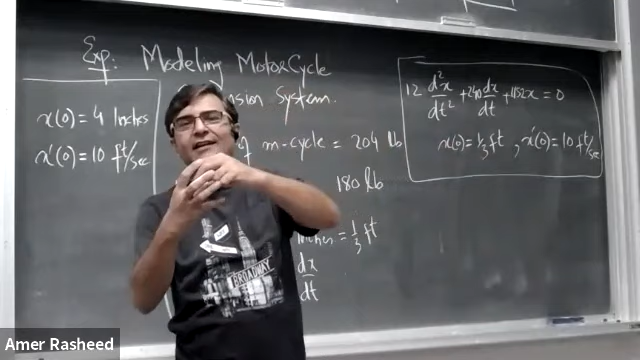 Exp: Modeling MotorCycle
System.
x(0) = 4 Inches
x'(0) = 10 ft/sec
m-cycle = 204 lb
180 lb
= 1/3 ft
dx/dt
12 d²x/dt² + 240 dx/dt + 1152x = 0
x(0) = 1/3 ft , x'(0) = 10 ft/sec
BROADWAY
Amer Rasheed